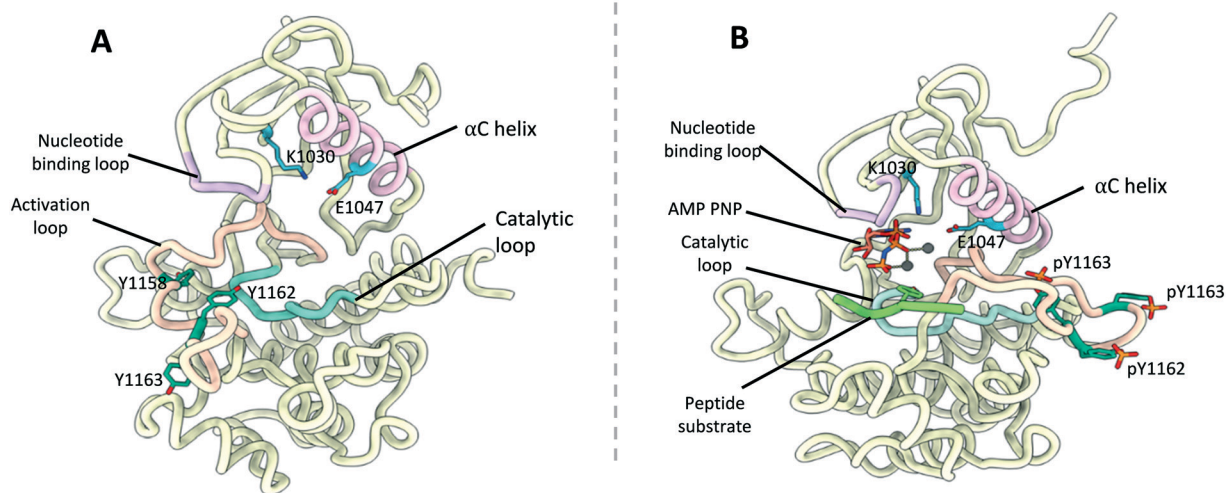 A
Nucleotide
binding loop
K1030
αC helix
E1047
Activation
loop
Catalytic
loop
Y1158
Y1162
Y1163
B
Nucleotide
binding loop
K1030
αC helix
AMP PNP
E1047
Catalytic
loop
pY1163
pY1163
pY1162
Peptide
substrate